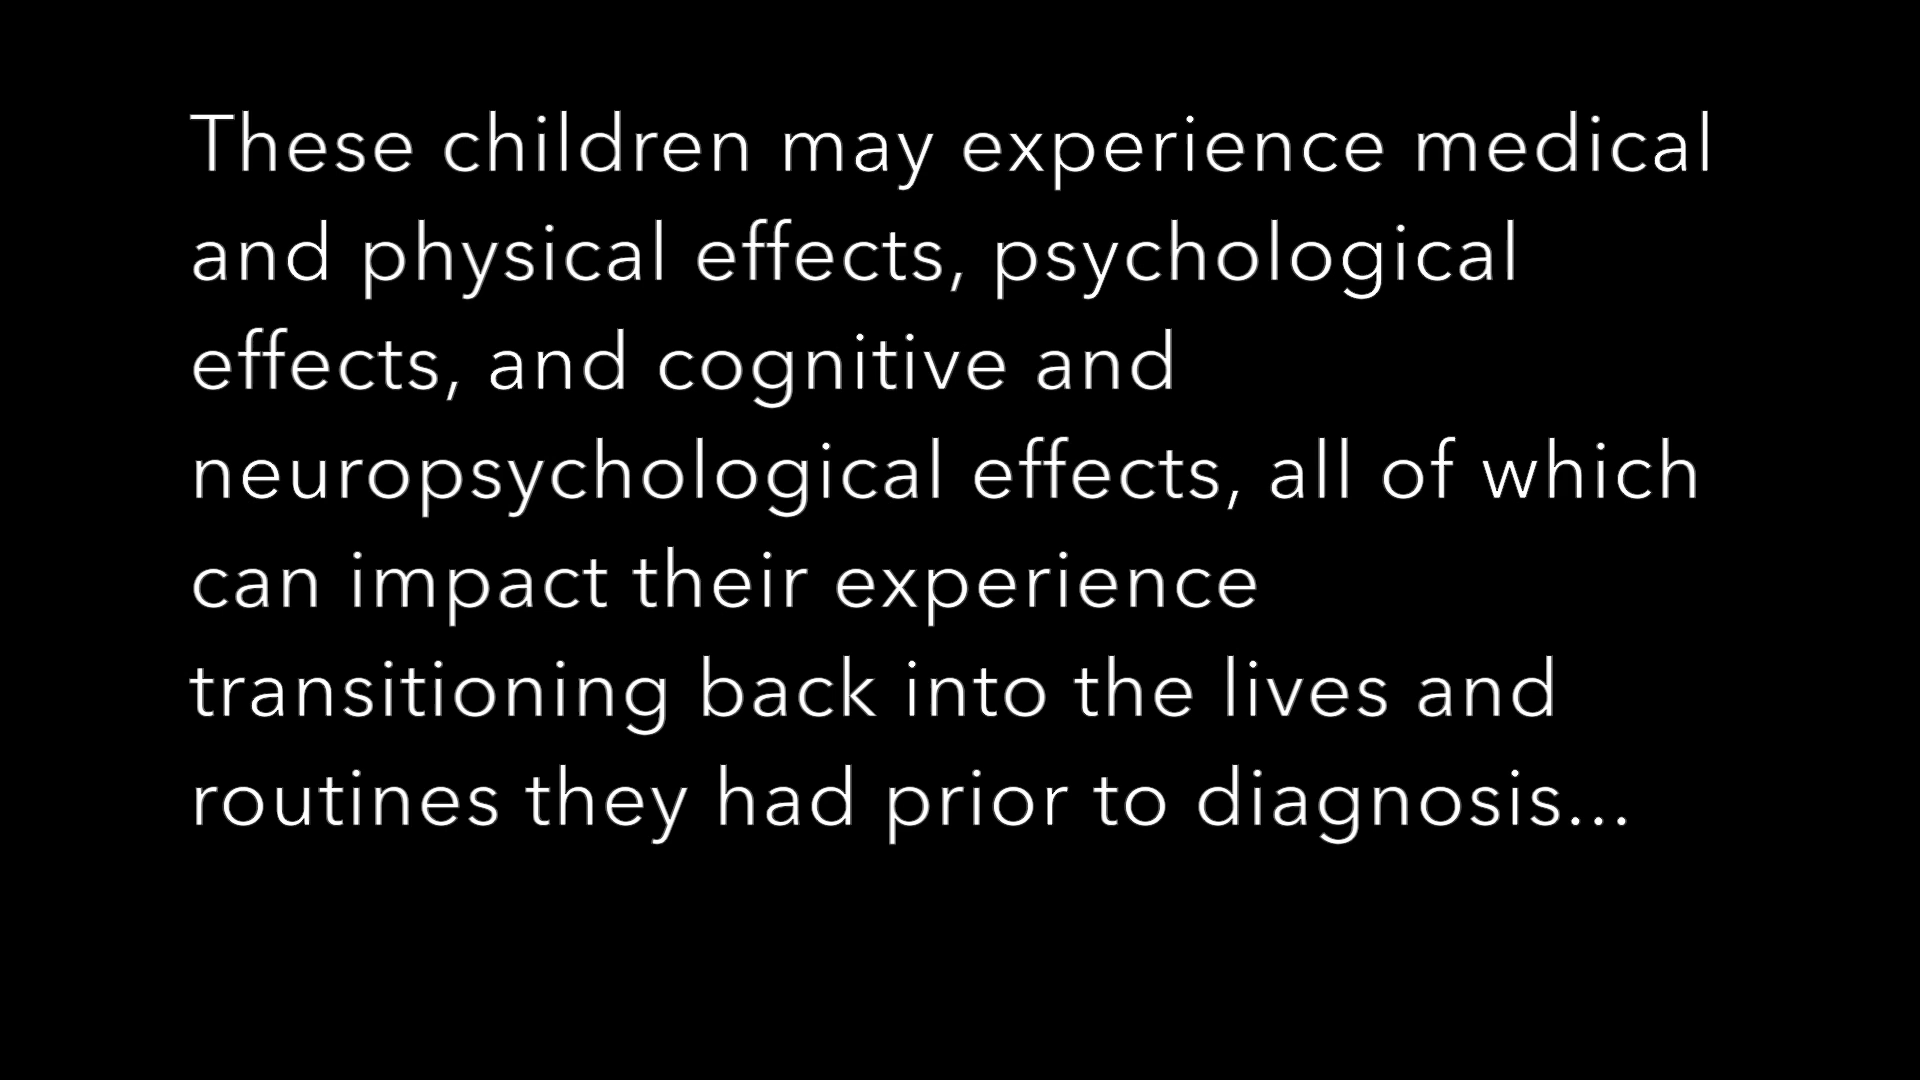 These children may experience medical
and physical effects, psychological
effects, and cognitive and
neuropsychological effects, all of which
can impact their experience
transitioning back into the lives and
routines they had prior to diagnosis...